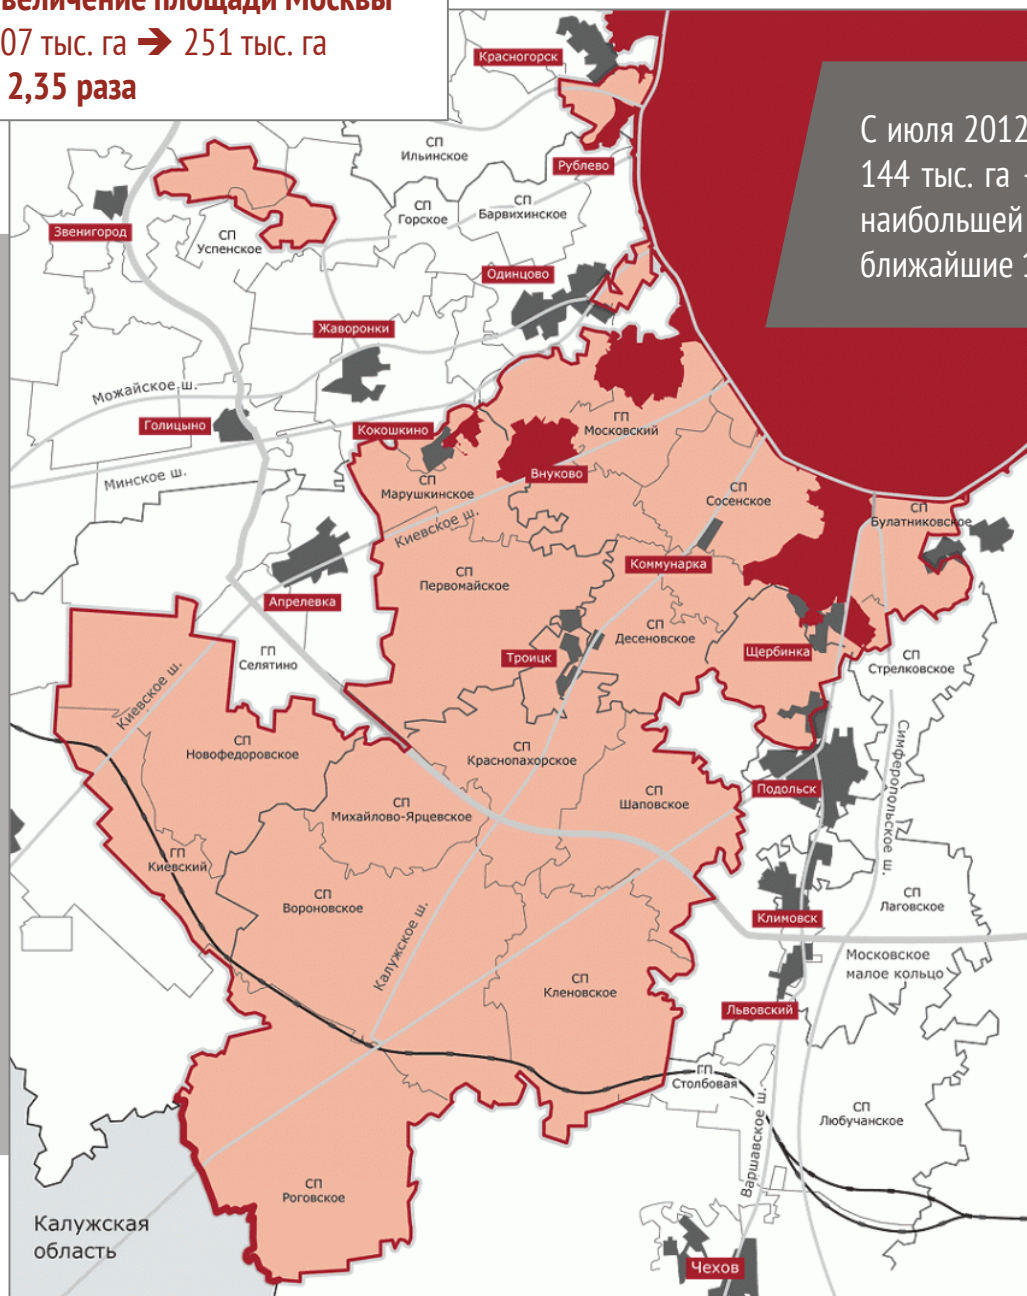 величение площади Москвы
07 тыс. га ➔ 251 тыс. га
2,35 раза
С июля 2012
144 тыс. га
наибольшей
ближайшие 1
Красногорск
СП
Ильинское
Рублево
Звенигород
СП
Успенское
СП
Горское
СП
Барвихинское
Одинцово
Жаворонки
Можайское ш.
Голицыно
Кокошкино
ГП
Московский
Минское ш.
СП
Марушкинское
Внуково
СП
Сосенское
СП
Булатниковское
Киевское ш.
Коммунарка
СП
Первомайское
Апрелевка
СП
Десеновское
Троицк
Щербинка
ГП
Селятино
СП
Стрелковское
Киевское ш.
СП
Новофедоровское
СП
Краснопахорское
Симферопольское ш.
Подольск
СП
Шаповское
СП
Михайлово-Ярцевское
ГП
Киевский
СП
Вороновское
СП
Лаговское
Климовск
Калужское ш.
Московское
малое кольцо
СП
Кленовское
Львовский
ГП
Столбовая
СП
Любучанское
Варшавское ш.
СП
Роговское
Калужская
область
Чехов